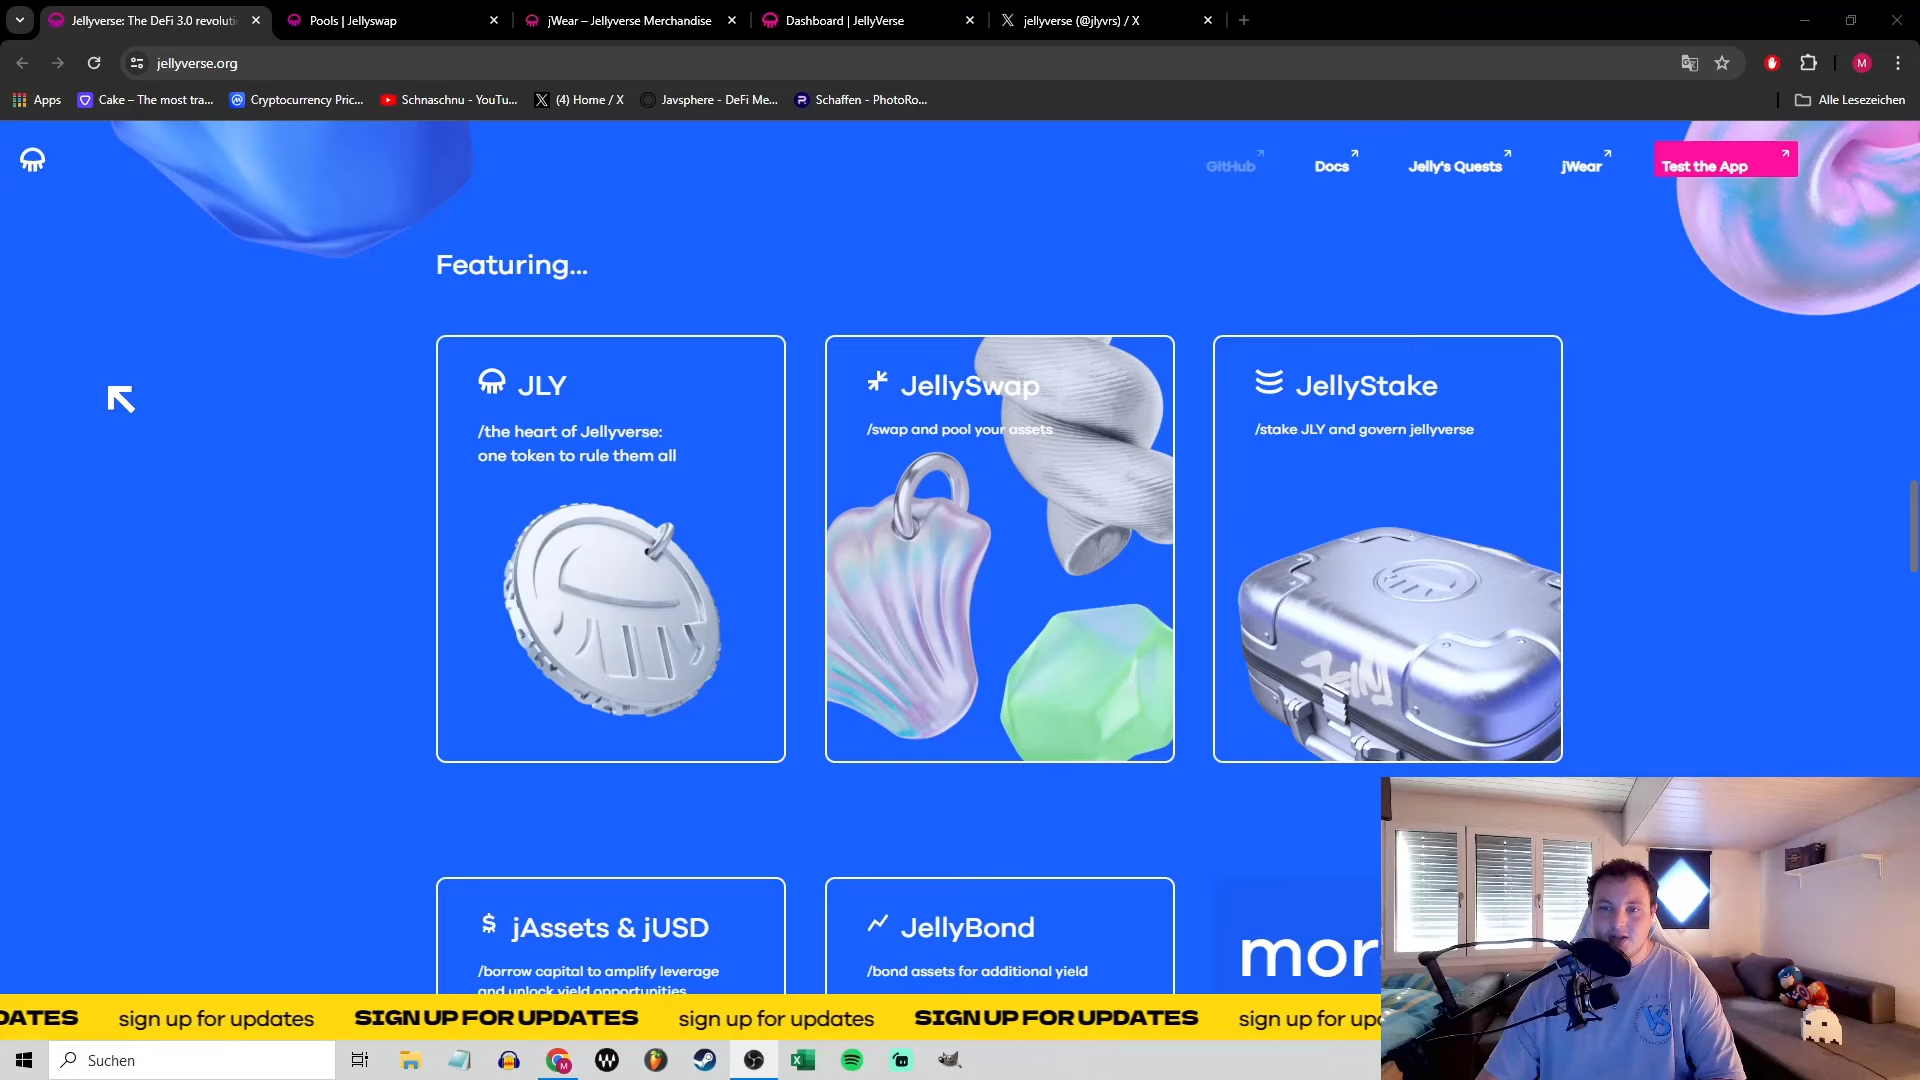 Jellyverse: The DeFi 3.0 revoluti
Pools | Jellyswap
jWear – Jellyverse Merchandise
Dashboard | JellyVerse
jellyverse (@jlyvrs) / X
jellyverse.org
M
Apps
Cake – The most tra...
Cryptocurrency Pric...
Schnaschnu - YouTu...
(4) Home / X
Javsphere - DeFi Me...
Schaffen - PhotoRo...
Alle Lesezeichen
GitHub
Docs
Jelly's Quests
jWear
Test the App
Featuring...
JLY
/the heart of Jellyverse:
one token to rule them all
JellySwap
/swap and pool your assets
JellyStake
/stake JLY and govern jellyverse
Jelly
jAssets & jUSD
/borrow capital to amplify leverage
and unlock yield opportunities
JellyBond
/bond assets for additional yield
mor
DATES sign up for updates SIGN UP FOR UPDATES sign up for updates SIGN UP FOR UPDATES sign up for upd
Suchen